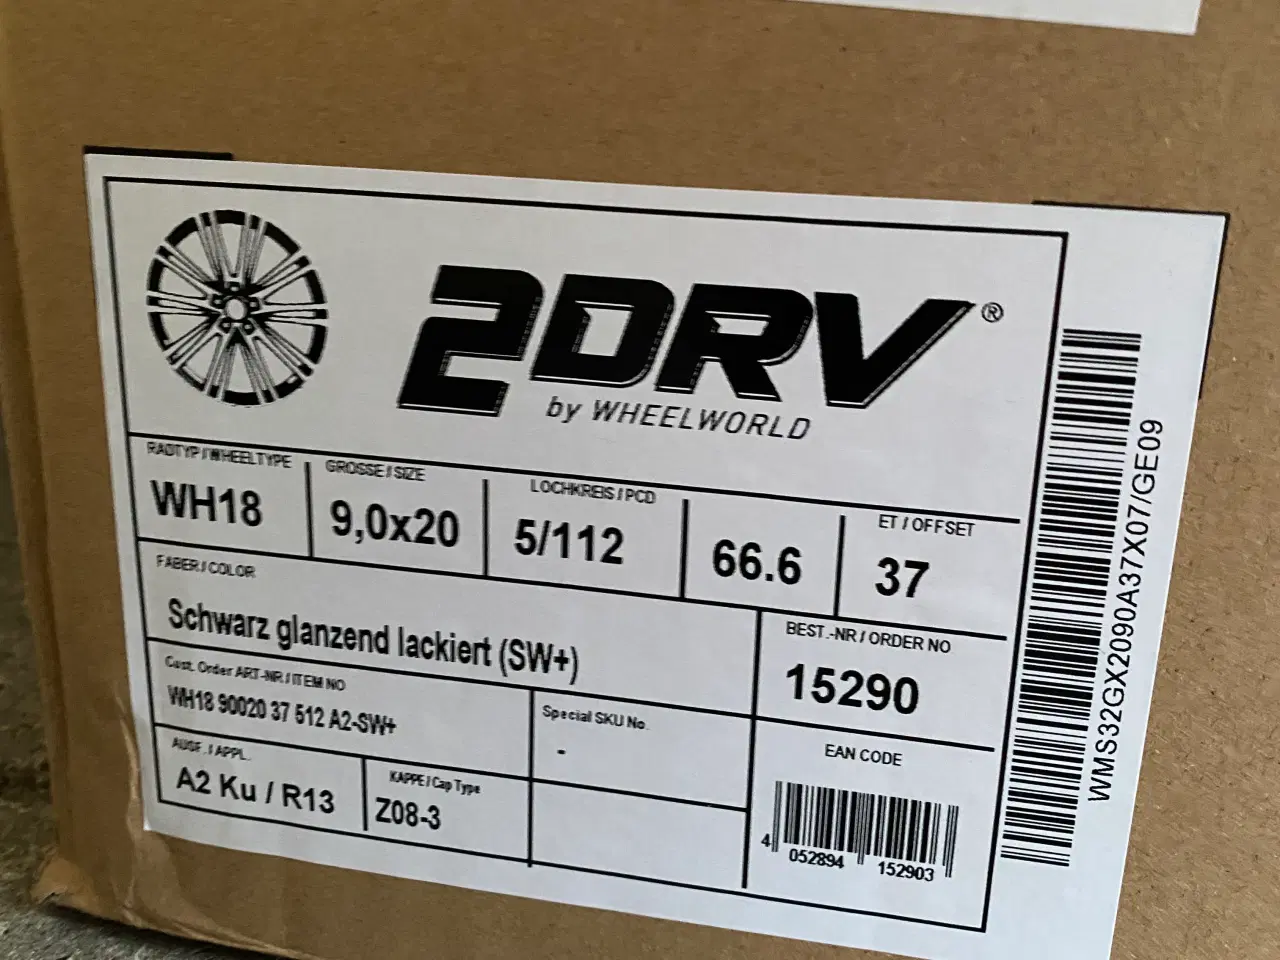 2DRV®
by WHEELWORLD
RADTYP / WHEELTYPE
WH18
GROSSE / SIZE
9,0x20
LOCHKREIS / PCD
5/112
66.6
ET / OFFSET
37
FABER / COLOR
Schwarz glanzend lackiert (SW+)
BEST.-NR / ORDER NO
15290
Cust. Order ART-NR. / ITEM NO
WH18 90020 37 512 A2-SW+
Special SKU No.
-
AUSF. / APPL.
A2 Ku / R13
KAPPE / Cap Type
Z08-3
EAN CODE
4 052894 152903
WMS32GX2090A37X07/GE09